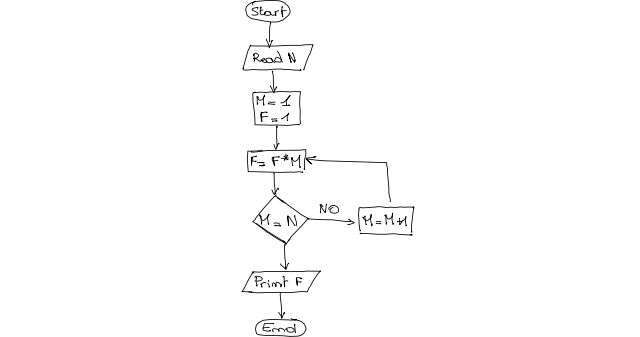 Start
Read N
M = 1
F = 1
F = F * M
M = N
NO
M = M + 1
Print F
End